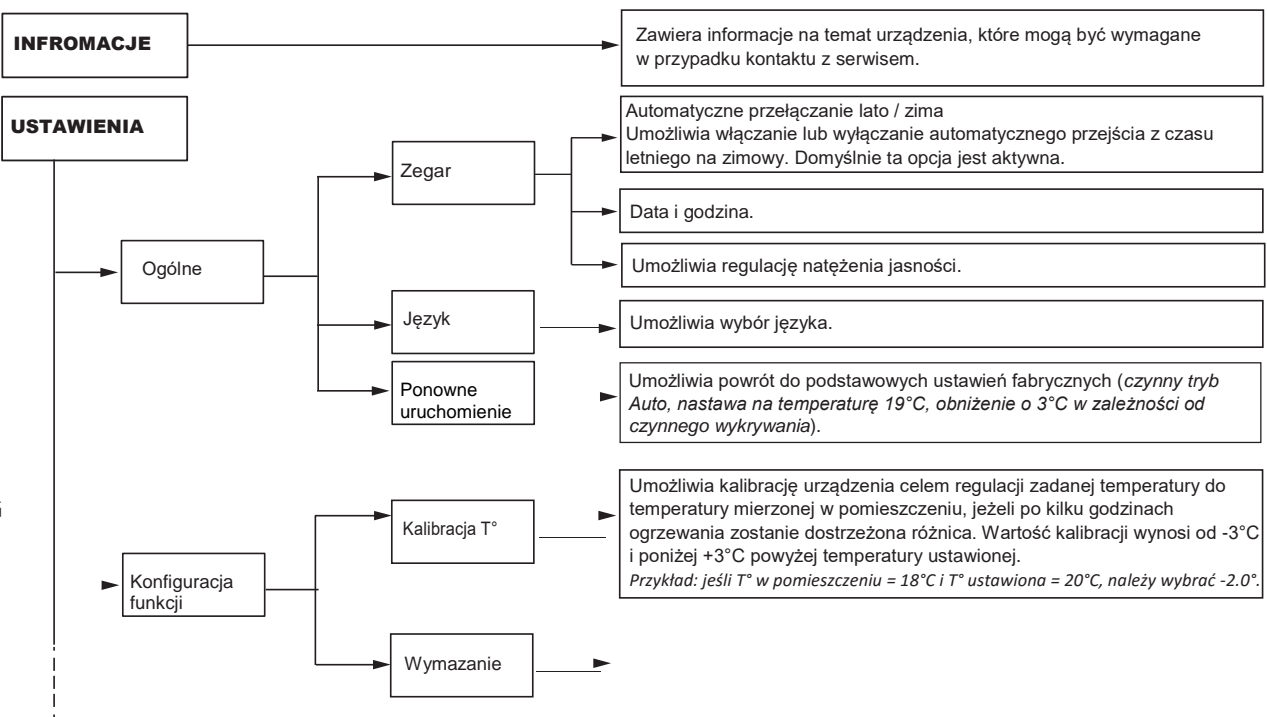 INFROMACJE
Zawiera informacje na temat urządzenia, które mogą być wymagane
w przypadku kontaktu z serwisem.
USTAWIENIA
Ogólne
Zegar
Automatyczne przełączanie lato / zima
Umożliwia włączanie lub wyłączanie automatycznego przejścia z czasu
letniego na zimowy. Domyślnie ta opcja jest aktywna.
Data i godzina.
Umożliwia regulację natężenia jasności.
Język
Umożliwia wybór języka.
Ponowne
uruchomienie
Umożliwia powrót do podstawowych ustawień fabrycznych (czynny tryb
Auto, nastawa na temperaturę 19°C, obniżenie o 3°C w zależności od
czynnego wykrywania).
Konfiguracja
funkcji
Kalibracja T°
Umożliwia kalibrację urządzenia celem regulacji zadanej temperatury do
temperatury mierzonej w pomieszczeniu, jeżeli po kilku godzinach
ogrzewania zostanie dostrzeżona różnica. Wartość kalibracji wynosi od -3°C
i poniżej +3°C powyżej temperatury ustawionej.
Przykład: jeśli T° w pomieszczeniu = 18°C i T° ustawiona = 20°C, należy wybrać -2.0°.
Wymazanie